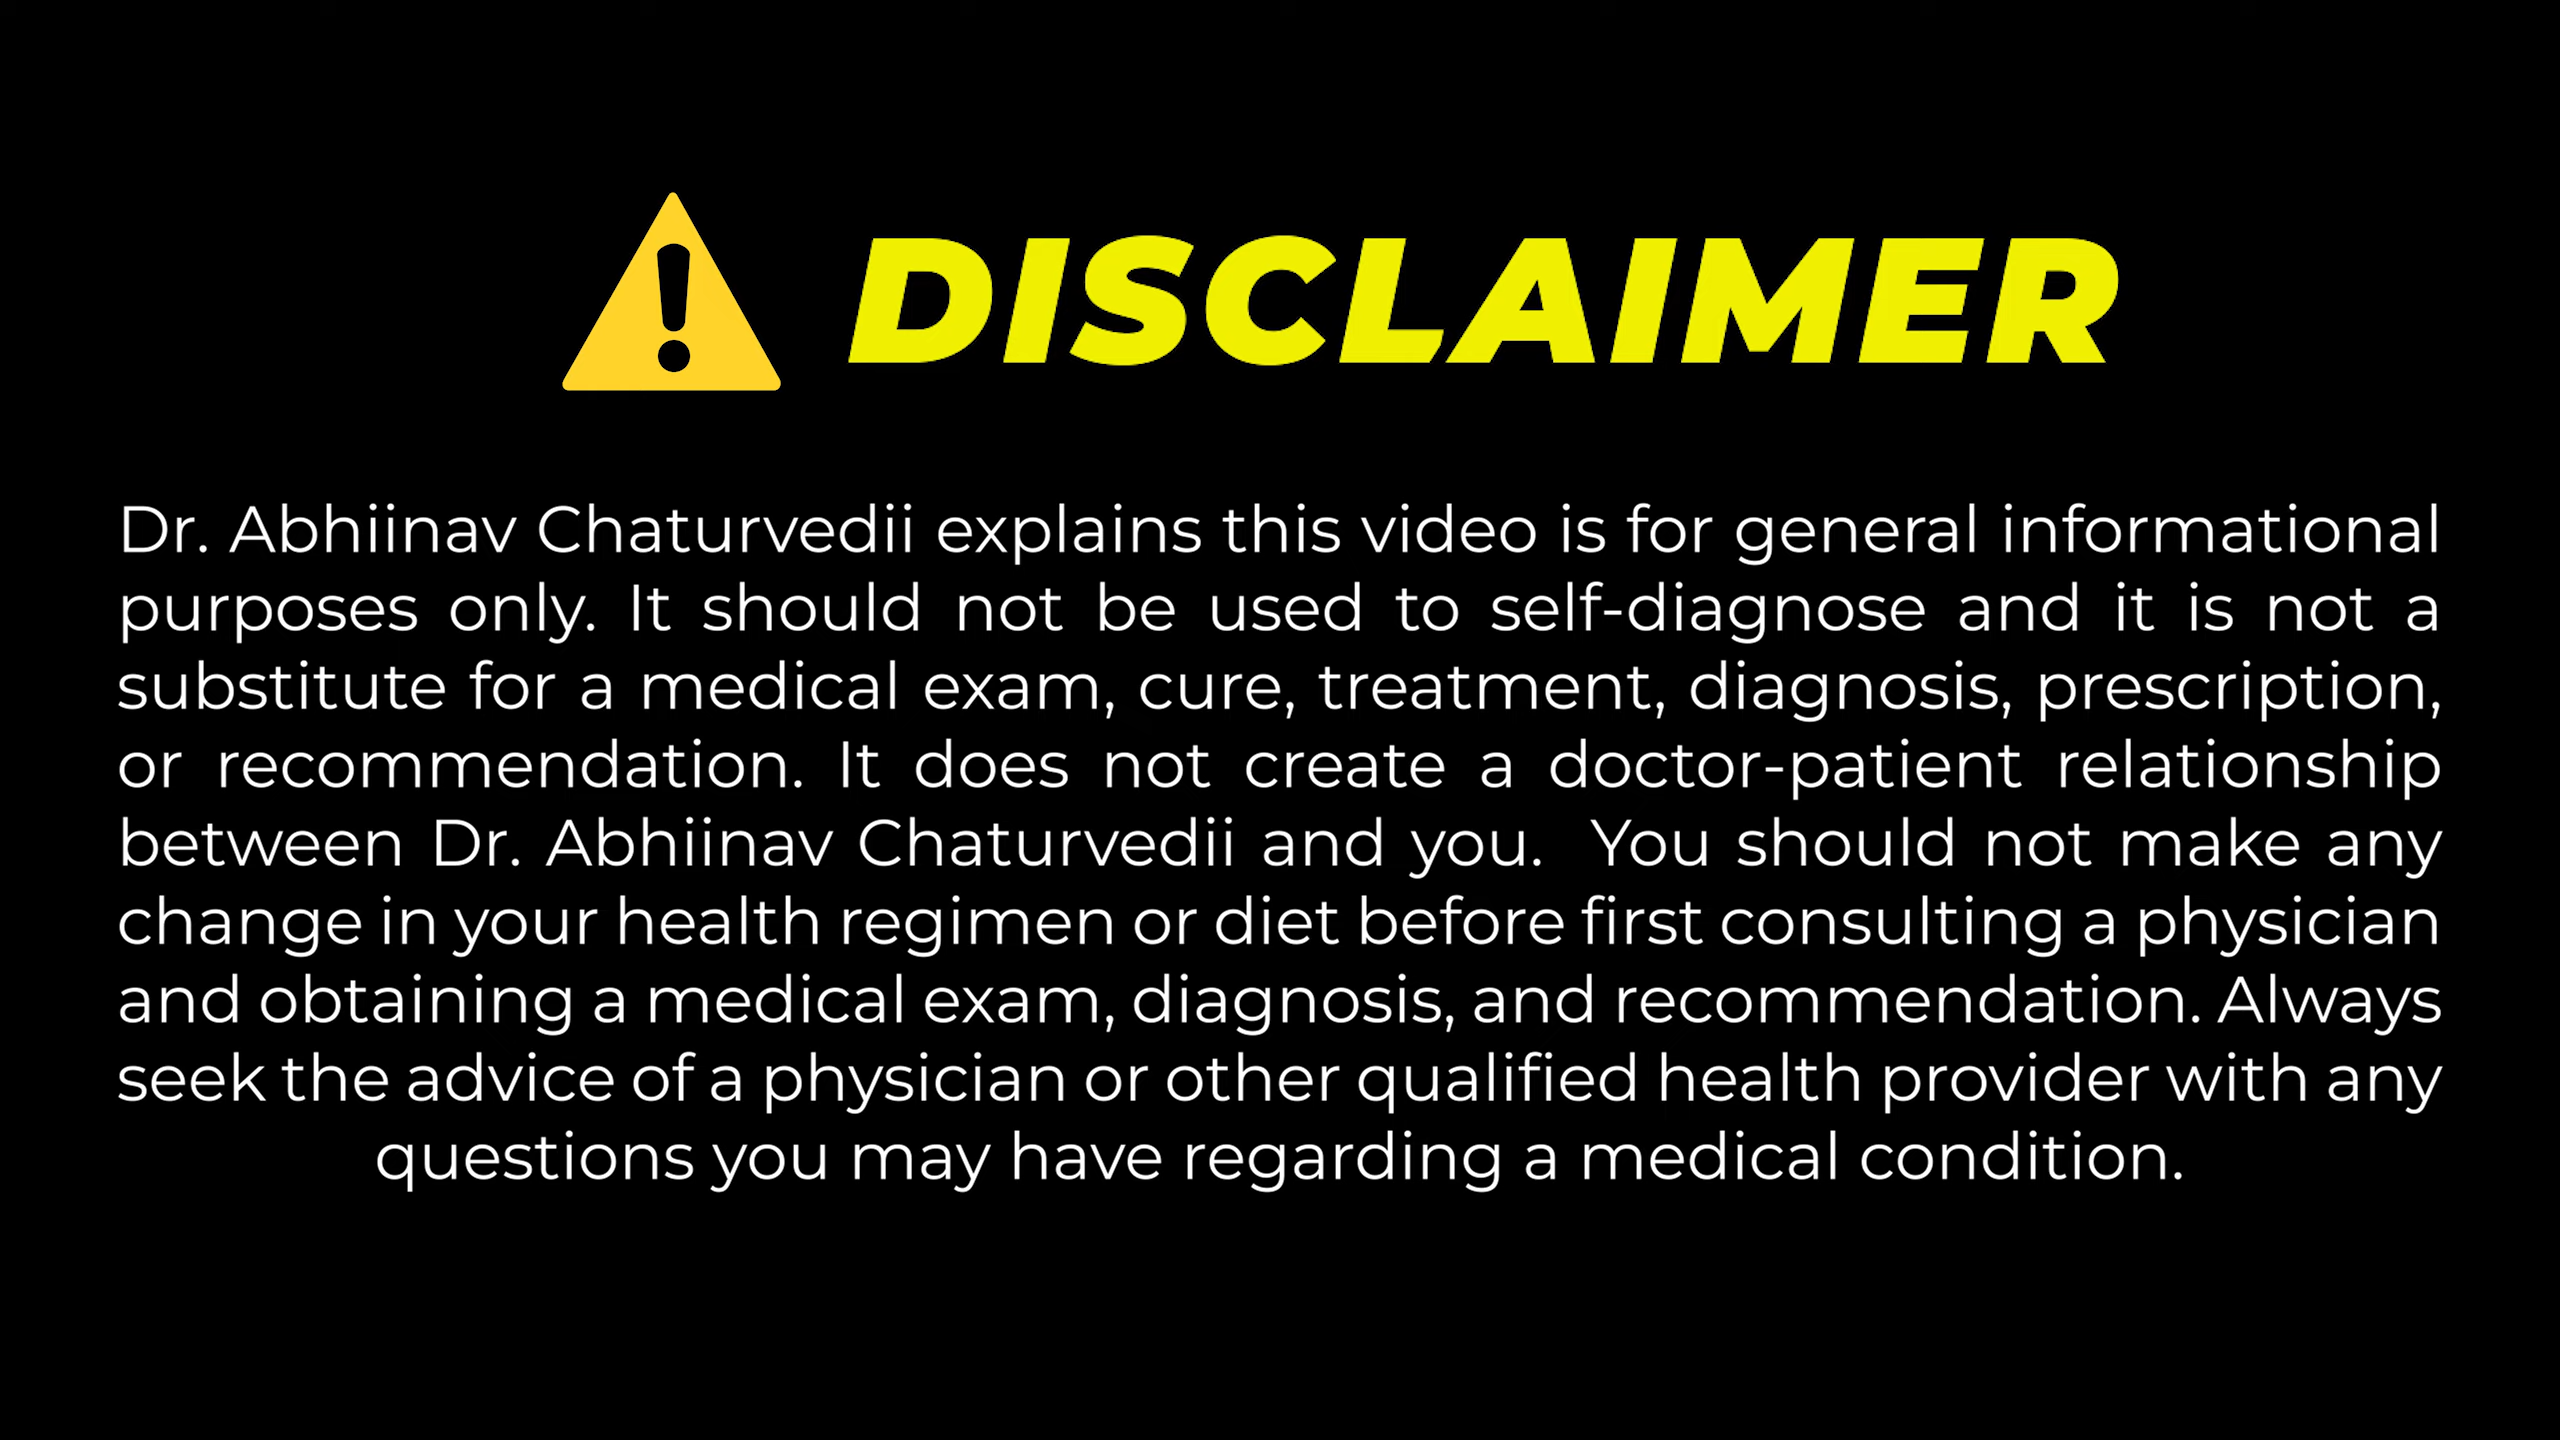 DISCLAIMER
Dr. Abhiinav Chaturvedii explains this video is for general informational
purposes only. It should not be used to self-diagnose and it is not a
substitute for a medical exam, cure, treatment, diagnosis, prescription,
or recommendation. It does not create a doctor-patient relationship
between Dr. Abhiinav Chaturvedii and you. You should not make any
change in your health regimen or diet before first consulting a physician
and obtaining a medical exam, diagnosis, and recommendation. Always
seek the advice of a physician or other qualified health provider with any
questions you may have regarding a medical condition.